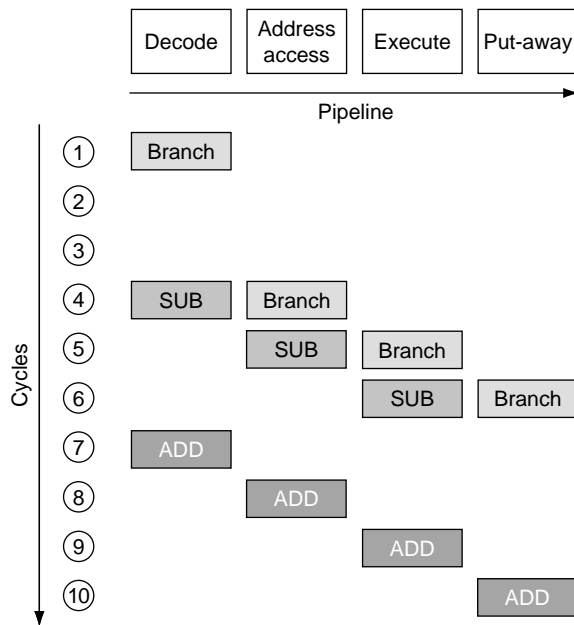 Decode
Address
access
Execute
Put-away
Pipeline
Cycles
1 Branch
2
3
4 SUB Branch
5 SUB Branch
6 SUB Branch
7 ADD
8 ADD
9 ADD
10 ADD